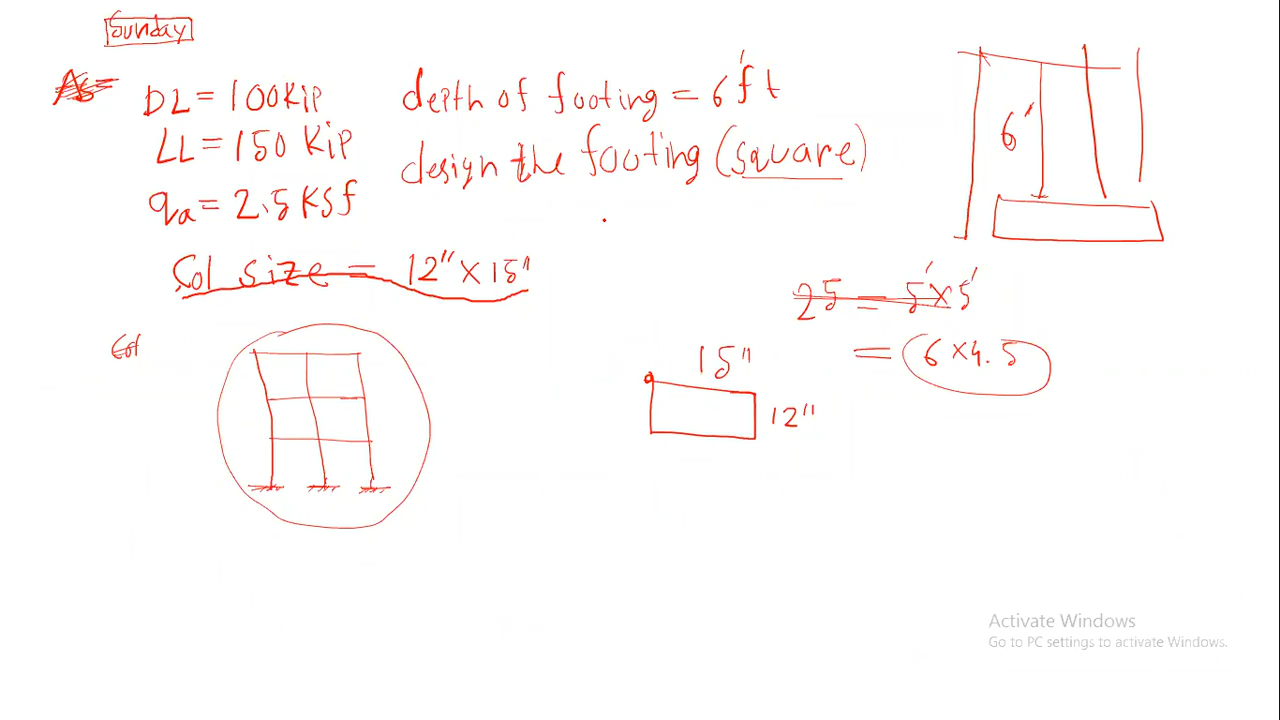 Sunday
DL = 100 Kip
depth of footing = 6'ft
LL = 150 Kip
design the footing (square)
qa = 2.5 Ksf
6'
Col size = 12" X 15"
25 = 5' X 5'
= 6 X 4.5
Col
15"
12"
Activate Windows
Go to PC settings to activate Windows.